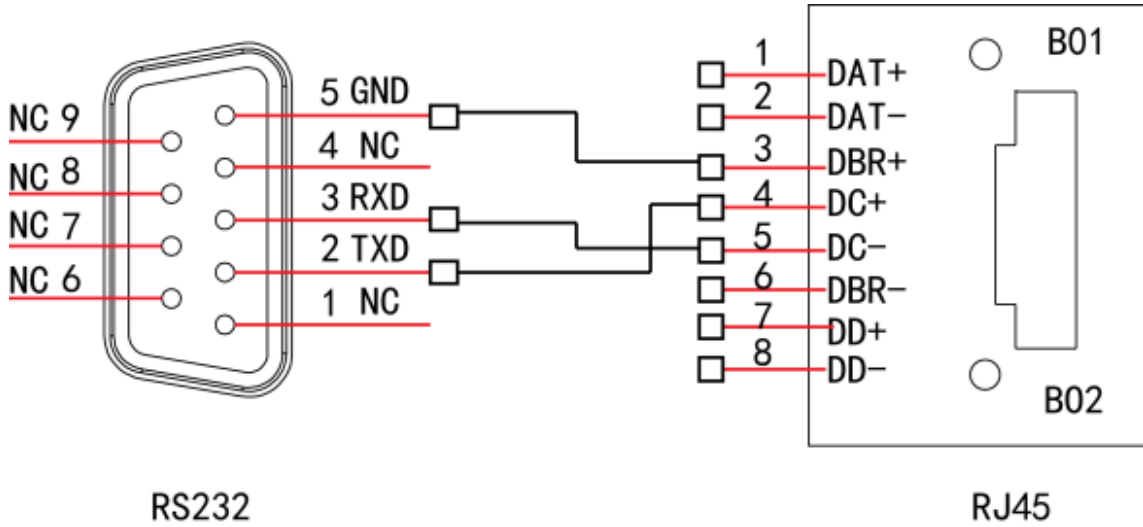 NC 9
NC 8
NC 7
NC 6
5 GND
4 NC
3 RXD
2 TXD
1 NC
RS232
1 DAT+
2 DAT-
3 DBR+
4 DC+
5 DC-
6 DBR-
7 DD+
8 DD-
B01
B02
RJ45